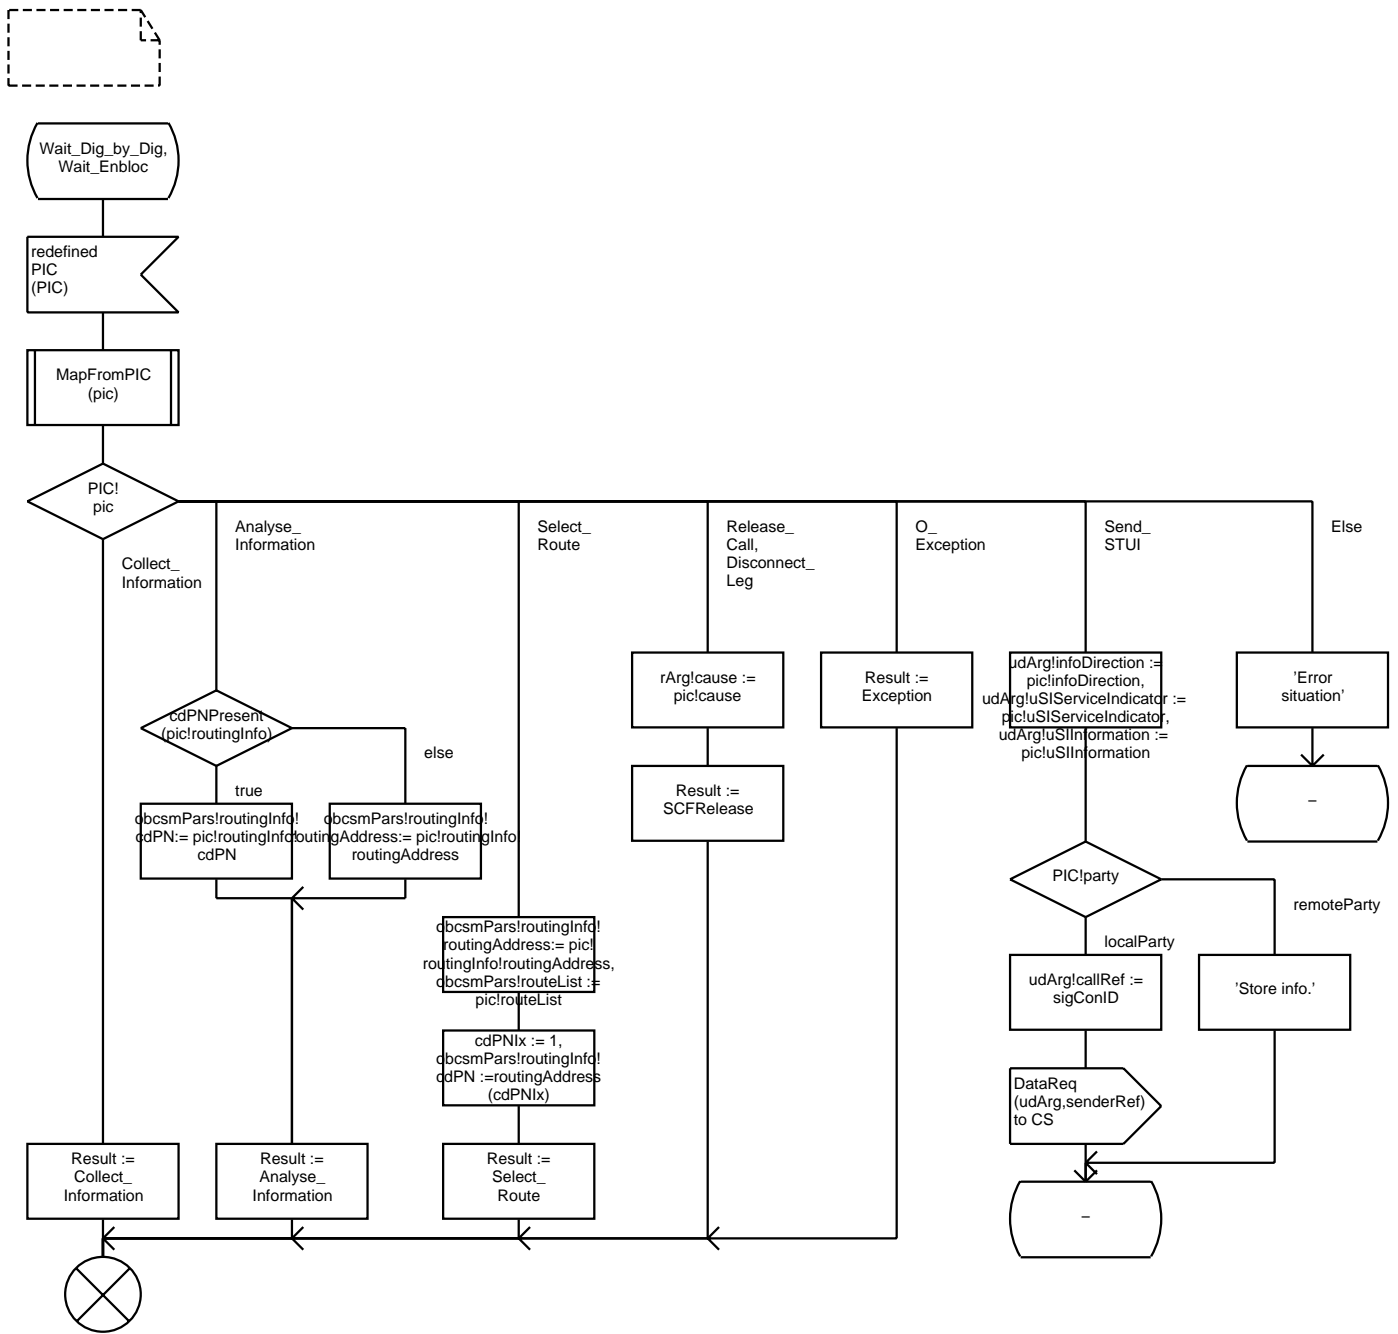 Wait_Dig_by_Dig,
Wait_Enbloc
redefined
PIC
(PIC)
MapFromPIC
(pic)
PIC!
pic
Collect_
Information
Analyse_
Information
Select_
Route
Release_
Call,
Disconnect_
Leg
O_
Exception
Send_
STUI
Else
cdPNPresent
(pic!routingInfo)
else
true
obcsmPars!routingInfo!
cdPN:= pic!routingInfo!
cdPN
obcsmPars!routingInfo!
routingAddress:= pic!routingInfo!
routingAddress
rArg!cause :=
pic!cause
Result :=
SCFRelease
Result :=
Exception
udArg!infoDirection :=
pic!infoDirection,
udArg!uSIServiceIndicator :=
pic!uSIServiceIndicator,
udArg!uSIInformation :=
pic!uSIInformation
'Error
situation'
–
PIC!party
remoteParty
localParty
obcsmPars!routingInfo!
routingAddress:= pic!
routingInfo!routingAddress,
obcsmPars!routeList :=
pic!routeList
cdPNIx := 1,
obcsmPars!routingInfo!
cdPN :=routingAddress
(cdPNIx)
udArg!callRef :=
sigConID
'Store info.'
DataReq
(udArg,senderRef)
to CS
Result :=
Collect_
Information
Result :=
Analyse_
Information
Result :=
Select_
Route
–